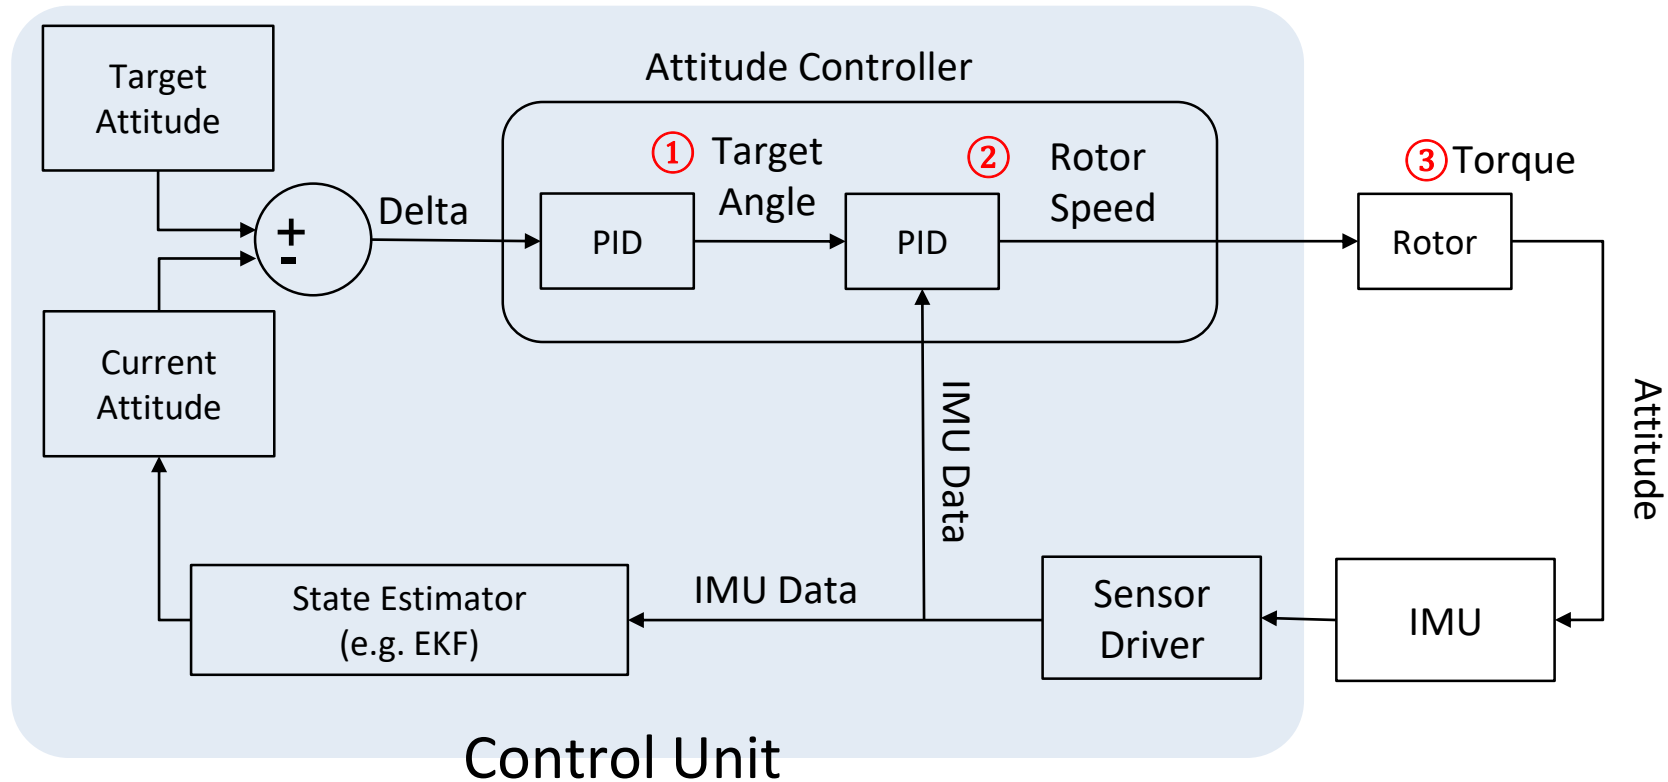 Target
Attitude
Attitude Controller
① Target
Angle
② Rotor
Speed
③ Torque
+
-
Delta
PID
PID
Rotor
Current
Attitude
IMU Data
Attitude
State Estimator
(e.g. EKF)
IMU Data
Sensor
Driver
IMU
Control Unit